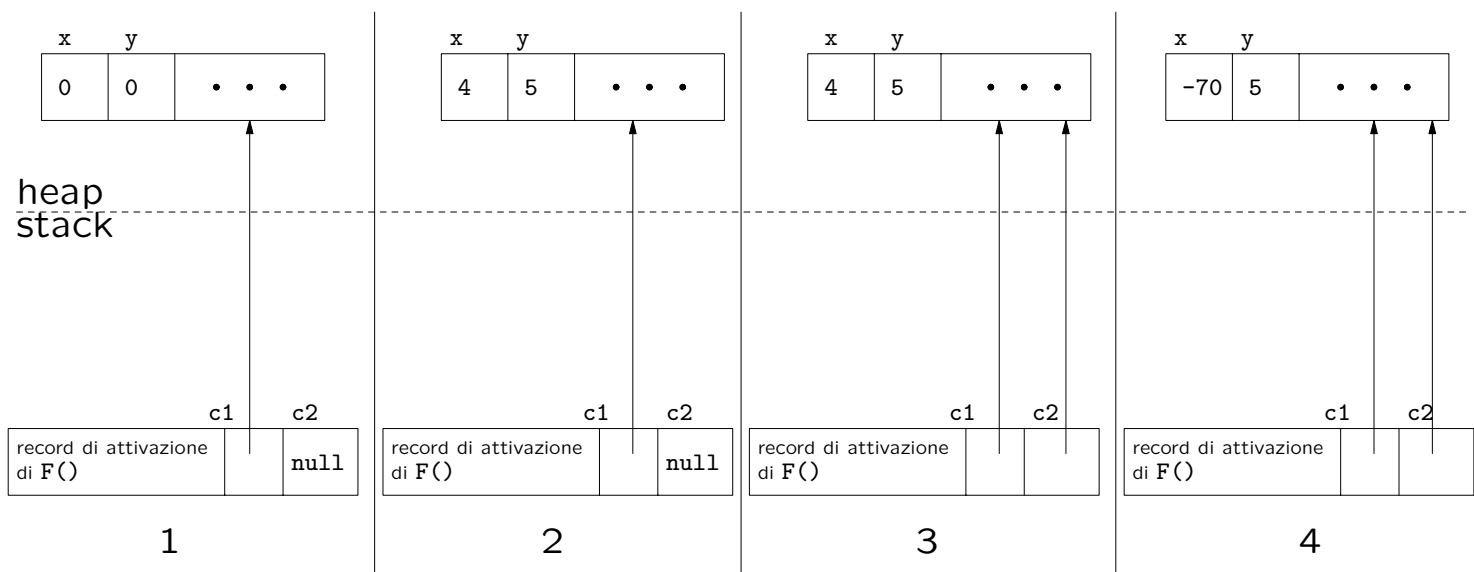 x y
0 0
x y
4 5
x y
4 5
x y
-70 5
heap
stack
c1 c2
record di attivazione
di F()
null
c1 c2
record di attivazione
di F()
null
c1 c2
record di attivazione
di F()
c1 c2
record di attivazione
di F()
1 2 3 4